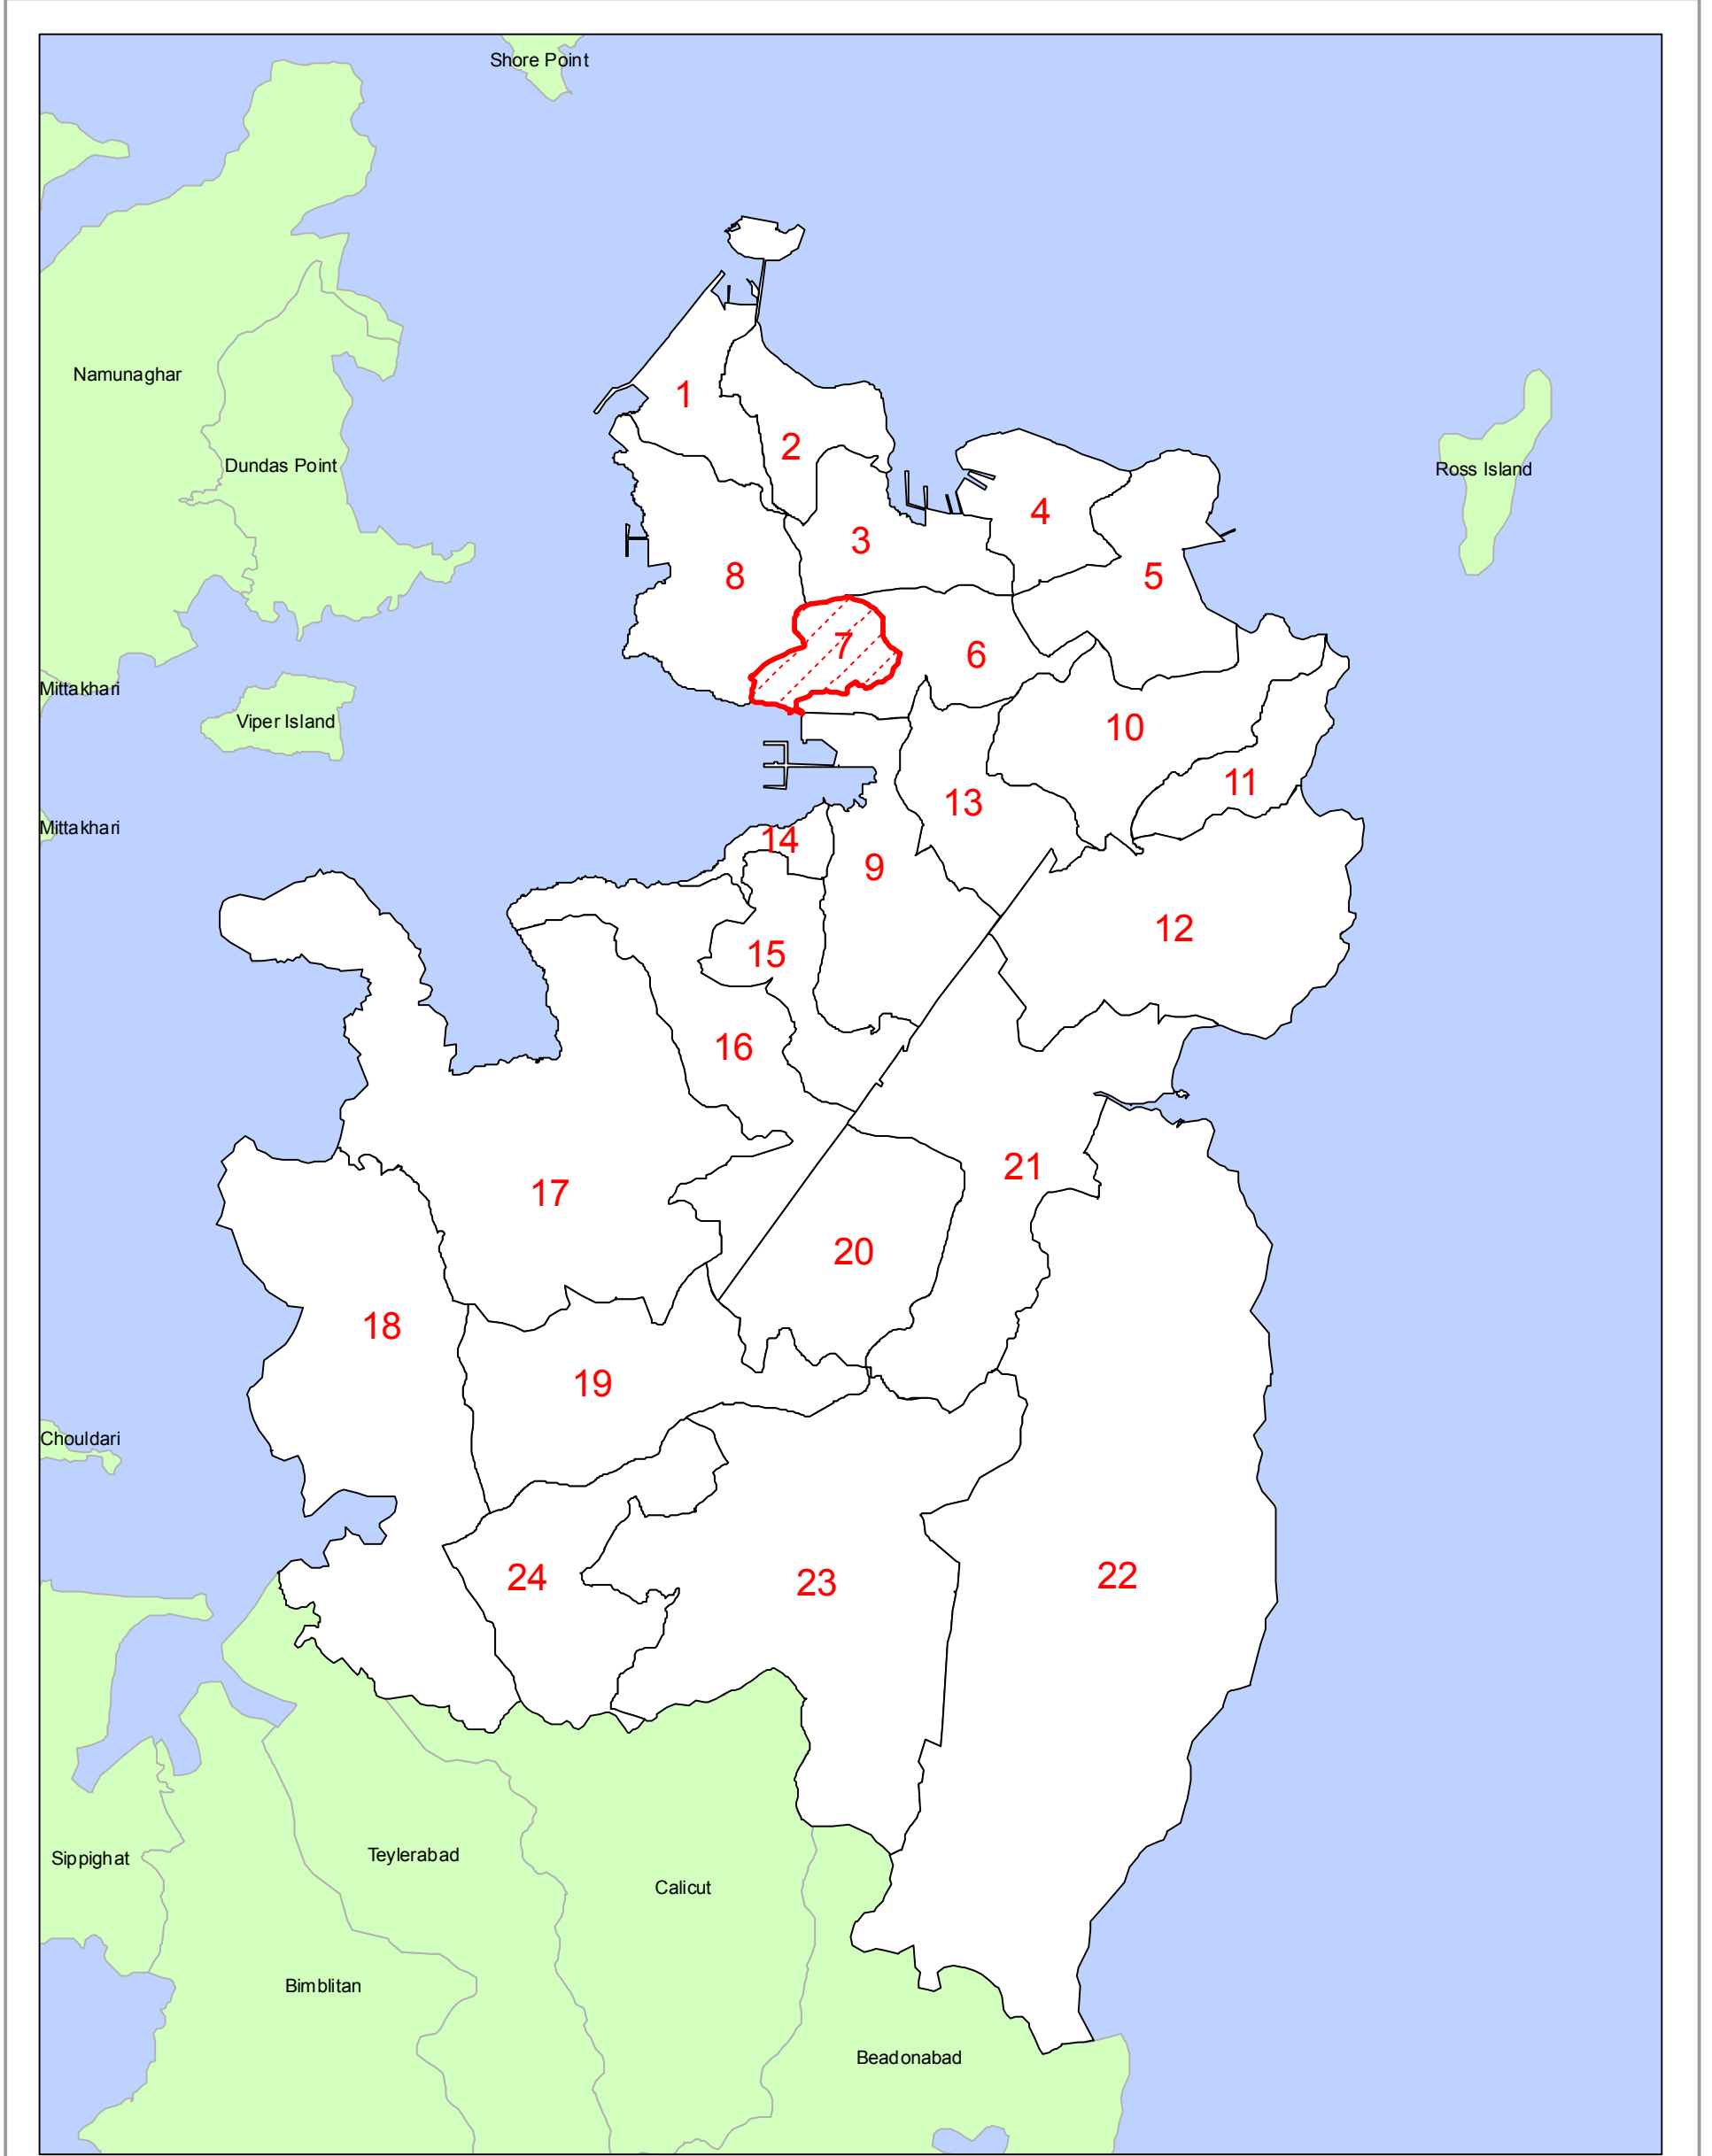 Shore Point
Namunaghar
1
2
Dundas Point
Ross Island
4
3
8
5
7
6
Mittakhari
Viper Island
10
11
13
Mittakhari
14
9
12
15
16
21
17
20
18
19
Chouldari
24
23
22
Sippighat
Teylerabad
Calicut
Bimblitan
Beadonabad